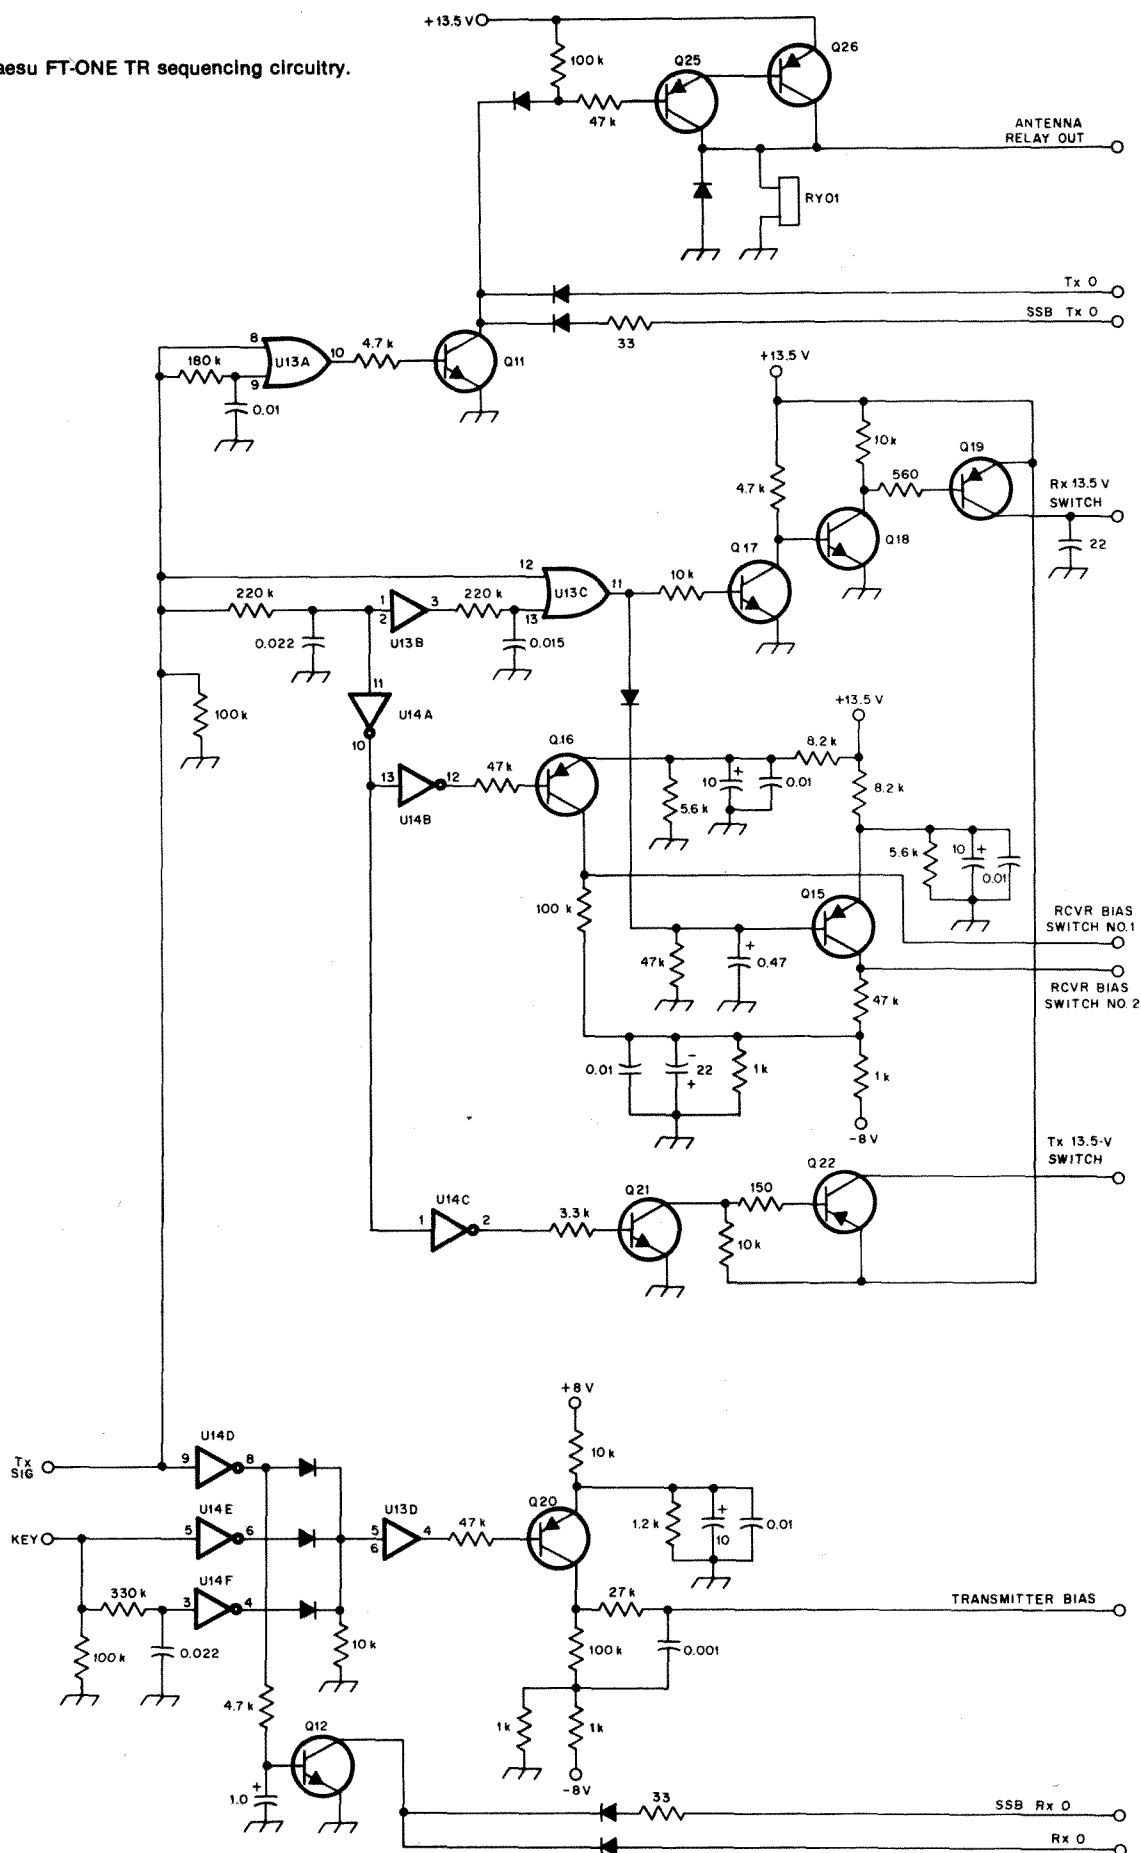 aesu FT-ONE TR sequencing circuitry.
+13.5 V
100 k
Q25
Q26
47 k
ANTENNA
RELAY OUT
RY01
Tx 0
SSB Tx 0
33
8
180 k
U13A
10
4.7 k
Q11
9
0.01
+13.5 V
10k
Q19
560
4.7 k
Rx 13.5 V
SWITCH
22
Q18
Q17
12
220 k
1
2
3
220 k
U13C
11
10 k
13
0.022
U13B
0.015
11
U14A
100 k
10
+13.5 V
Q16
8.2 k
13
12
47 k
10
+
0.01
8.2 k
U14B
5.6 k
5.6 k
10
+
0.01
Q15
100 k
RCVR BIAS
SWITCH NO.1
+
47k
0.47
RCVR BIAS
SWITCH NO. 2
47 k
0.01
-
22
+
1k
1k
-8V
Tx 13.5-V
SWITCH
Q22
Q21
150
U14C
1
2
3.3 k
10k
+8 V
10 k
Tx
SIG
U14D
9
8
Q20
U14E
U13D
KEY
5
6
5
6
4
47 k
1.2 k
+
10
0.01
U14F
330 k
3
4
27 k
TRANSMITTER BIAS
100 k
0.022
10 k
100 k
0.001
4.7 k
1k
1k
Q12
-8V
+
1.0
33
SSB Rx 0
Rx 0